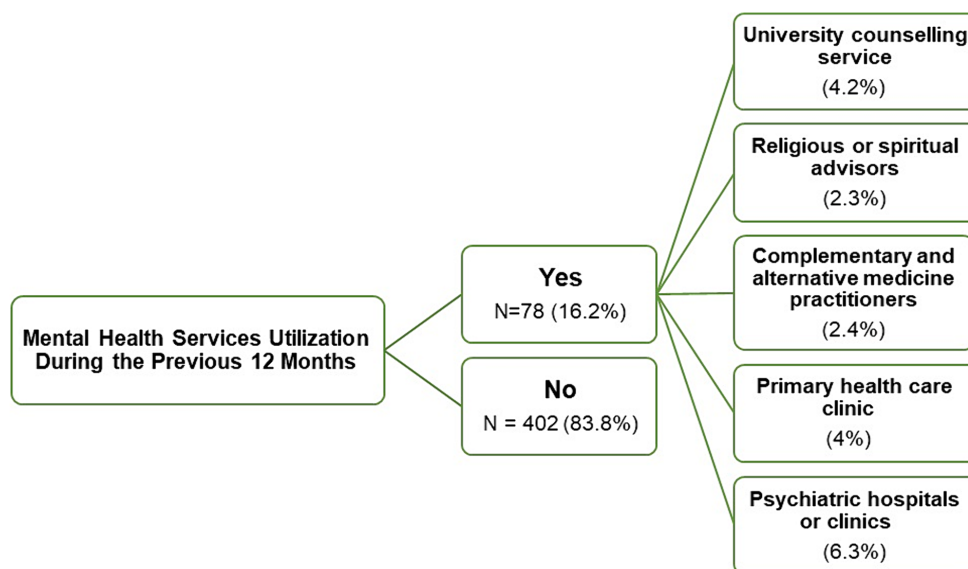 Mental Health Services Utilization
During the Previous 12 Months
Yes
N=78 (16.2%)
No
N = 402 (83.8%)
University counselling
service
(4.2%)
Religious or spiritual
advisors
(2.3%)
Complementary and
alternative medicine
practitioners
(2.4%)
Primary health care
clinic
(4%)
Psychiatric hospitals
or clinics
(6.3%)